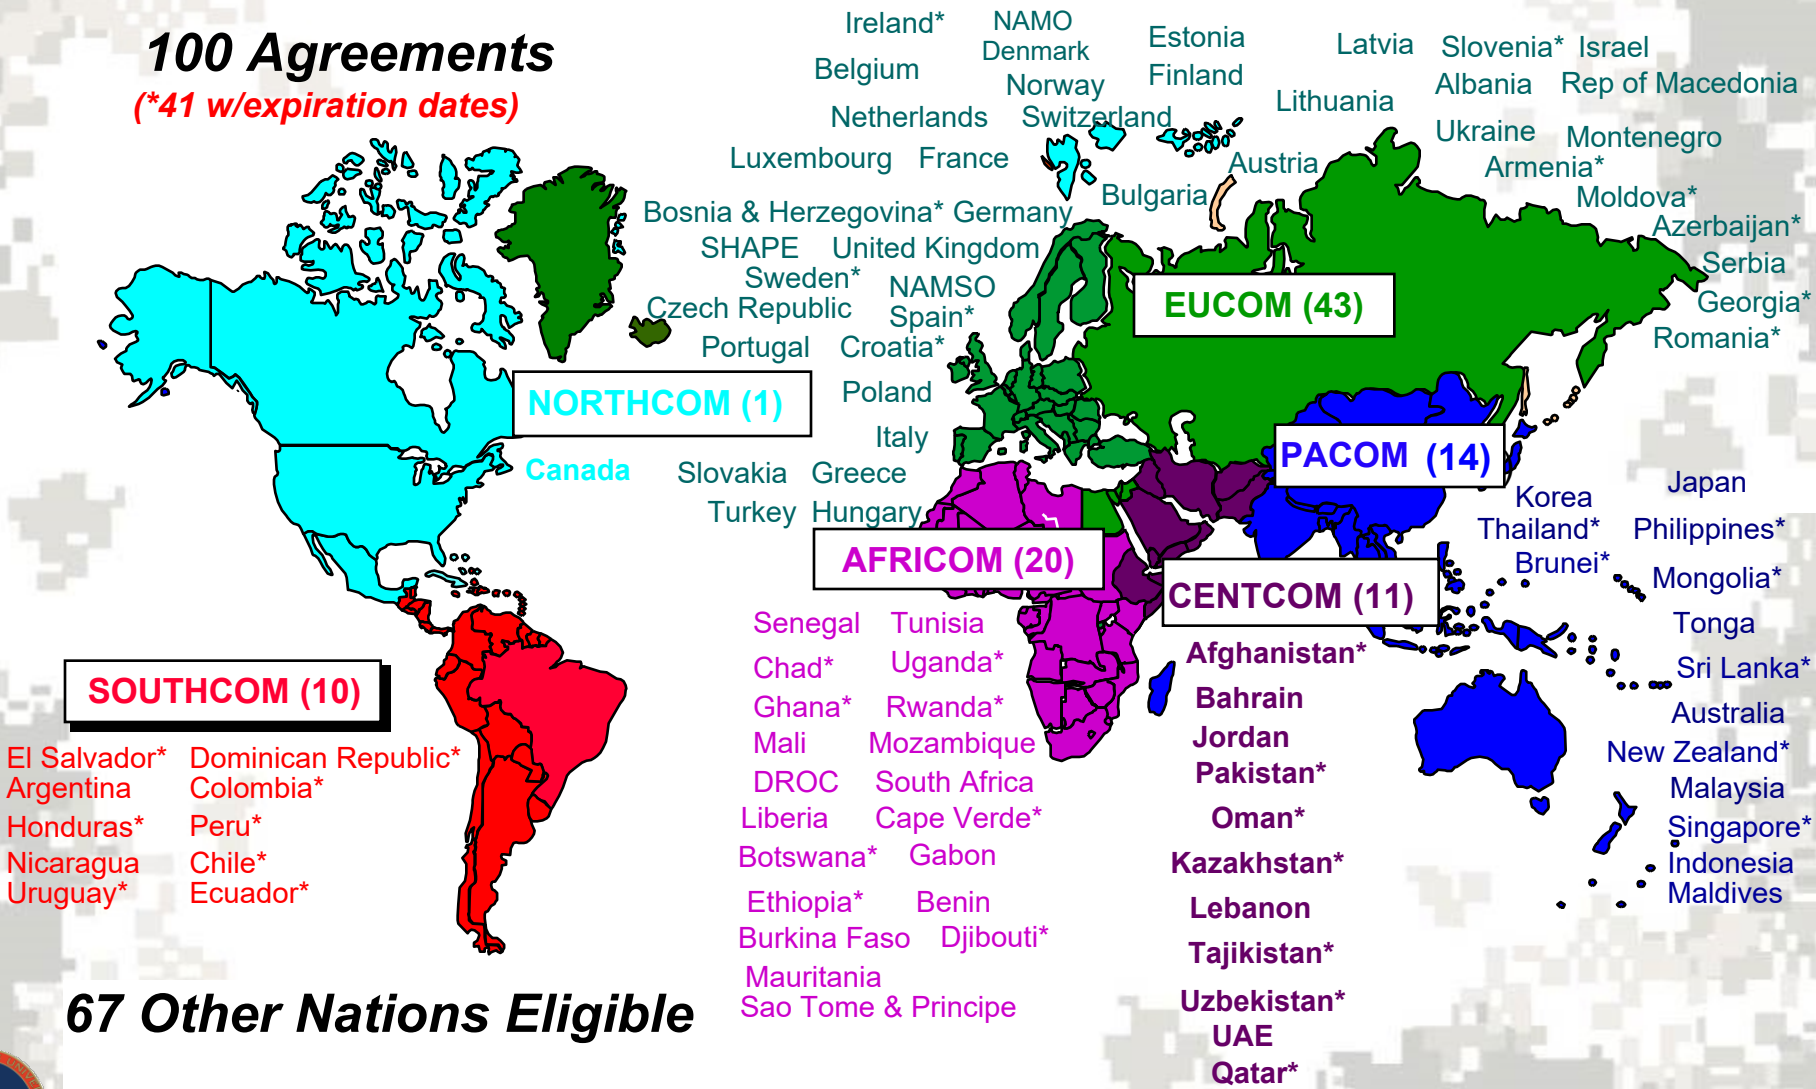 100 Agreements
(*41 w/expiration dates)
Ireland* NAMO Estonia Latvia Slovenia* Israel
Denmark
Belgium Finland Albania Rep of Macedonia
Norway Lithuania
Netherlands Switzerland Ukraine Montenegro
Luxembourg France Austria Armenia*
Bulgaria Moldova*
Bosnia & Herzegovina* Germany Azerbaijan*
SHAPE United Kingdom Serbia
Sweden* NAMSO Georgia*
Czech Republic Spain* Romania*
Portugal Croatia*
Poland
Italy
Slovakia Greece
Turkey Hungary
EUCOM (43)
NORTHCOM (1)
Canada
PACOM (14)
Korea Japan
Thailand* Philippines*
Brunei* Mongolia*
Tonga
Sri Lanka*
Australia
New Zealand*
Malaysia
Singapore*
Indonesia
Maldives
AFRICOM (20)
Senegal Tunisia
Chad* Uganda*
Ghana* Rwanda*
Mali Mozambique
DROC South Africa
Liberia Cape Verde*
Botswana* Gabon
Ethiopia* Benin
Burkina Faso Djibouti*
Mauritania
Sao Tome & Principe
CENTCOM (11)
Afghanistan*
Bahrain
Jordan
Pakistan*
Oman*
Kazakhstan*
Lebanon
Tajikistan*
Uzbekistan*
UAE
Qatar*
SOUTHCOM (10)
El Salvador* Dominican Republic*
Argentina Colombia*
Honduras* Peru*
Nicaragua Chile*
Uruguay* Ecuador*
67 Other Nations Eligible